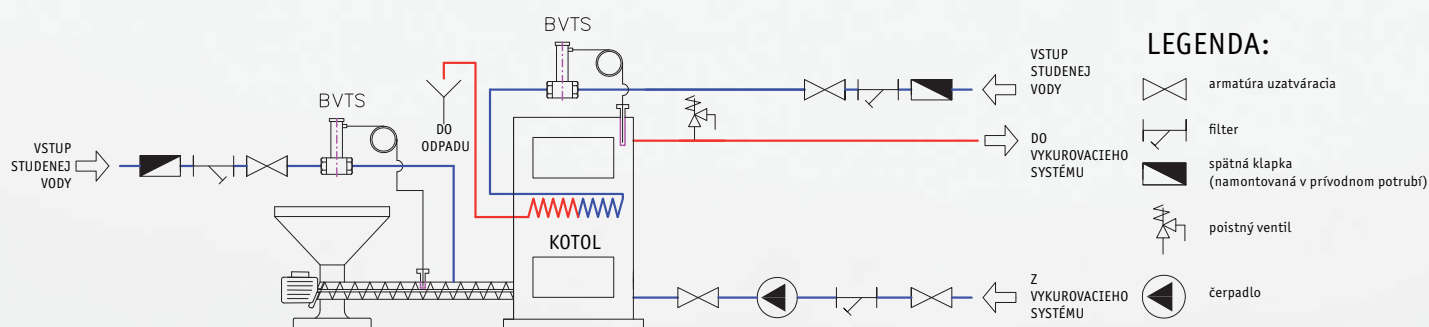 BVTS
VSTUP
STUDENEJ
VODY
BVTS
DO
ODPADU
KOTOL
VSTUP
STUDENEJ
VODY
DO
VYKUROVACIEHO
SYSTÉMU
Z
VYKUROVACIEHO
SYSTÉMU
LEGENDA:
armatúra uzatváracia
filter
spätná klapka
(namontovaná v prívodnom potrubí)
poistný ventil
čerpadlo